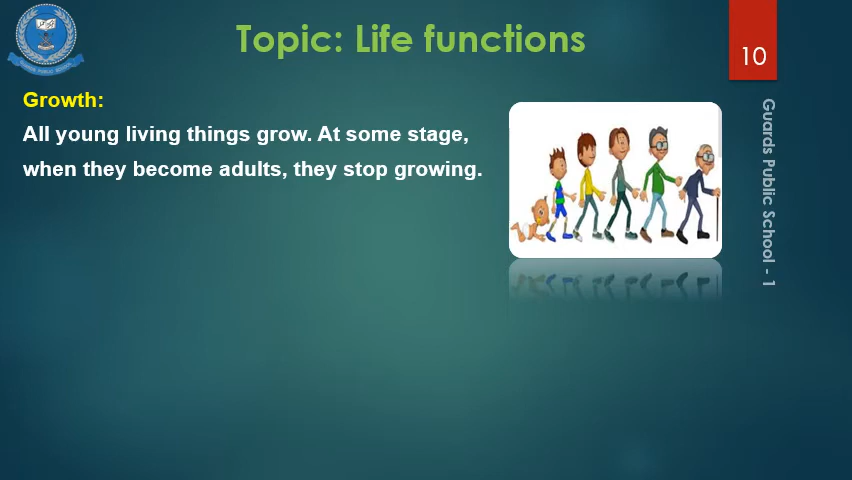 Topic: Life functions
10
Growth:
All young living things grow. At some stage,
when they become adults, they stop growing.
Guards Public School - 1